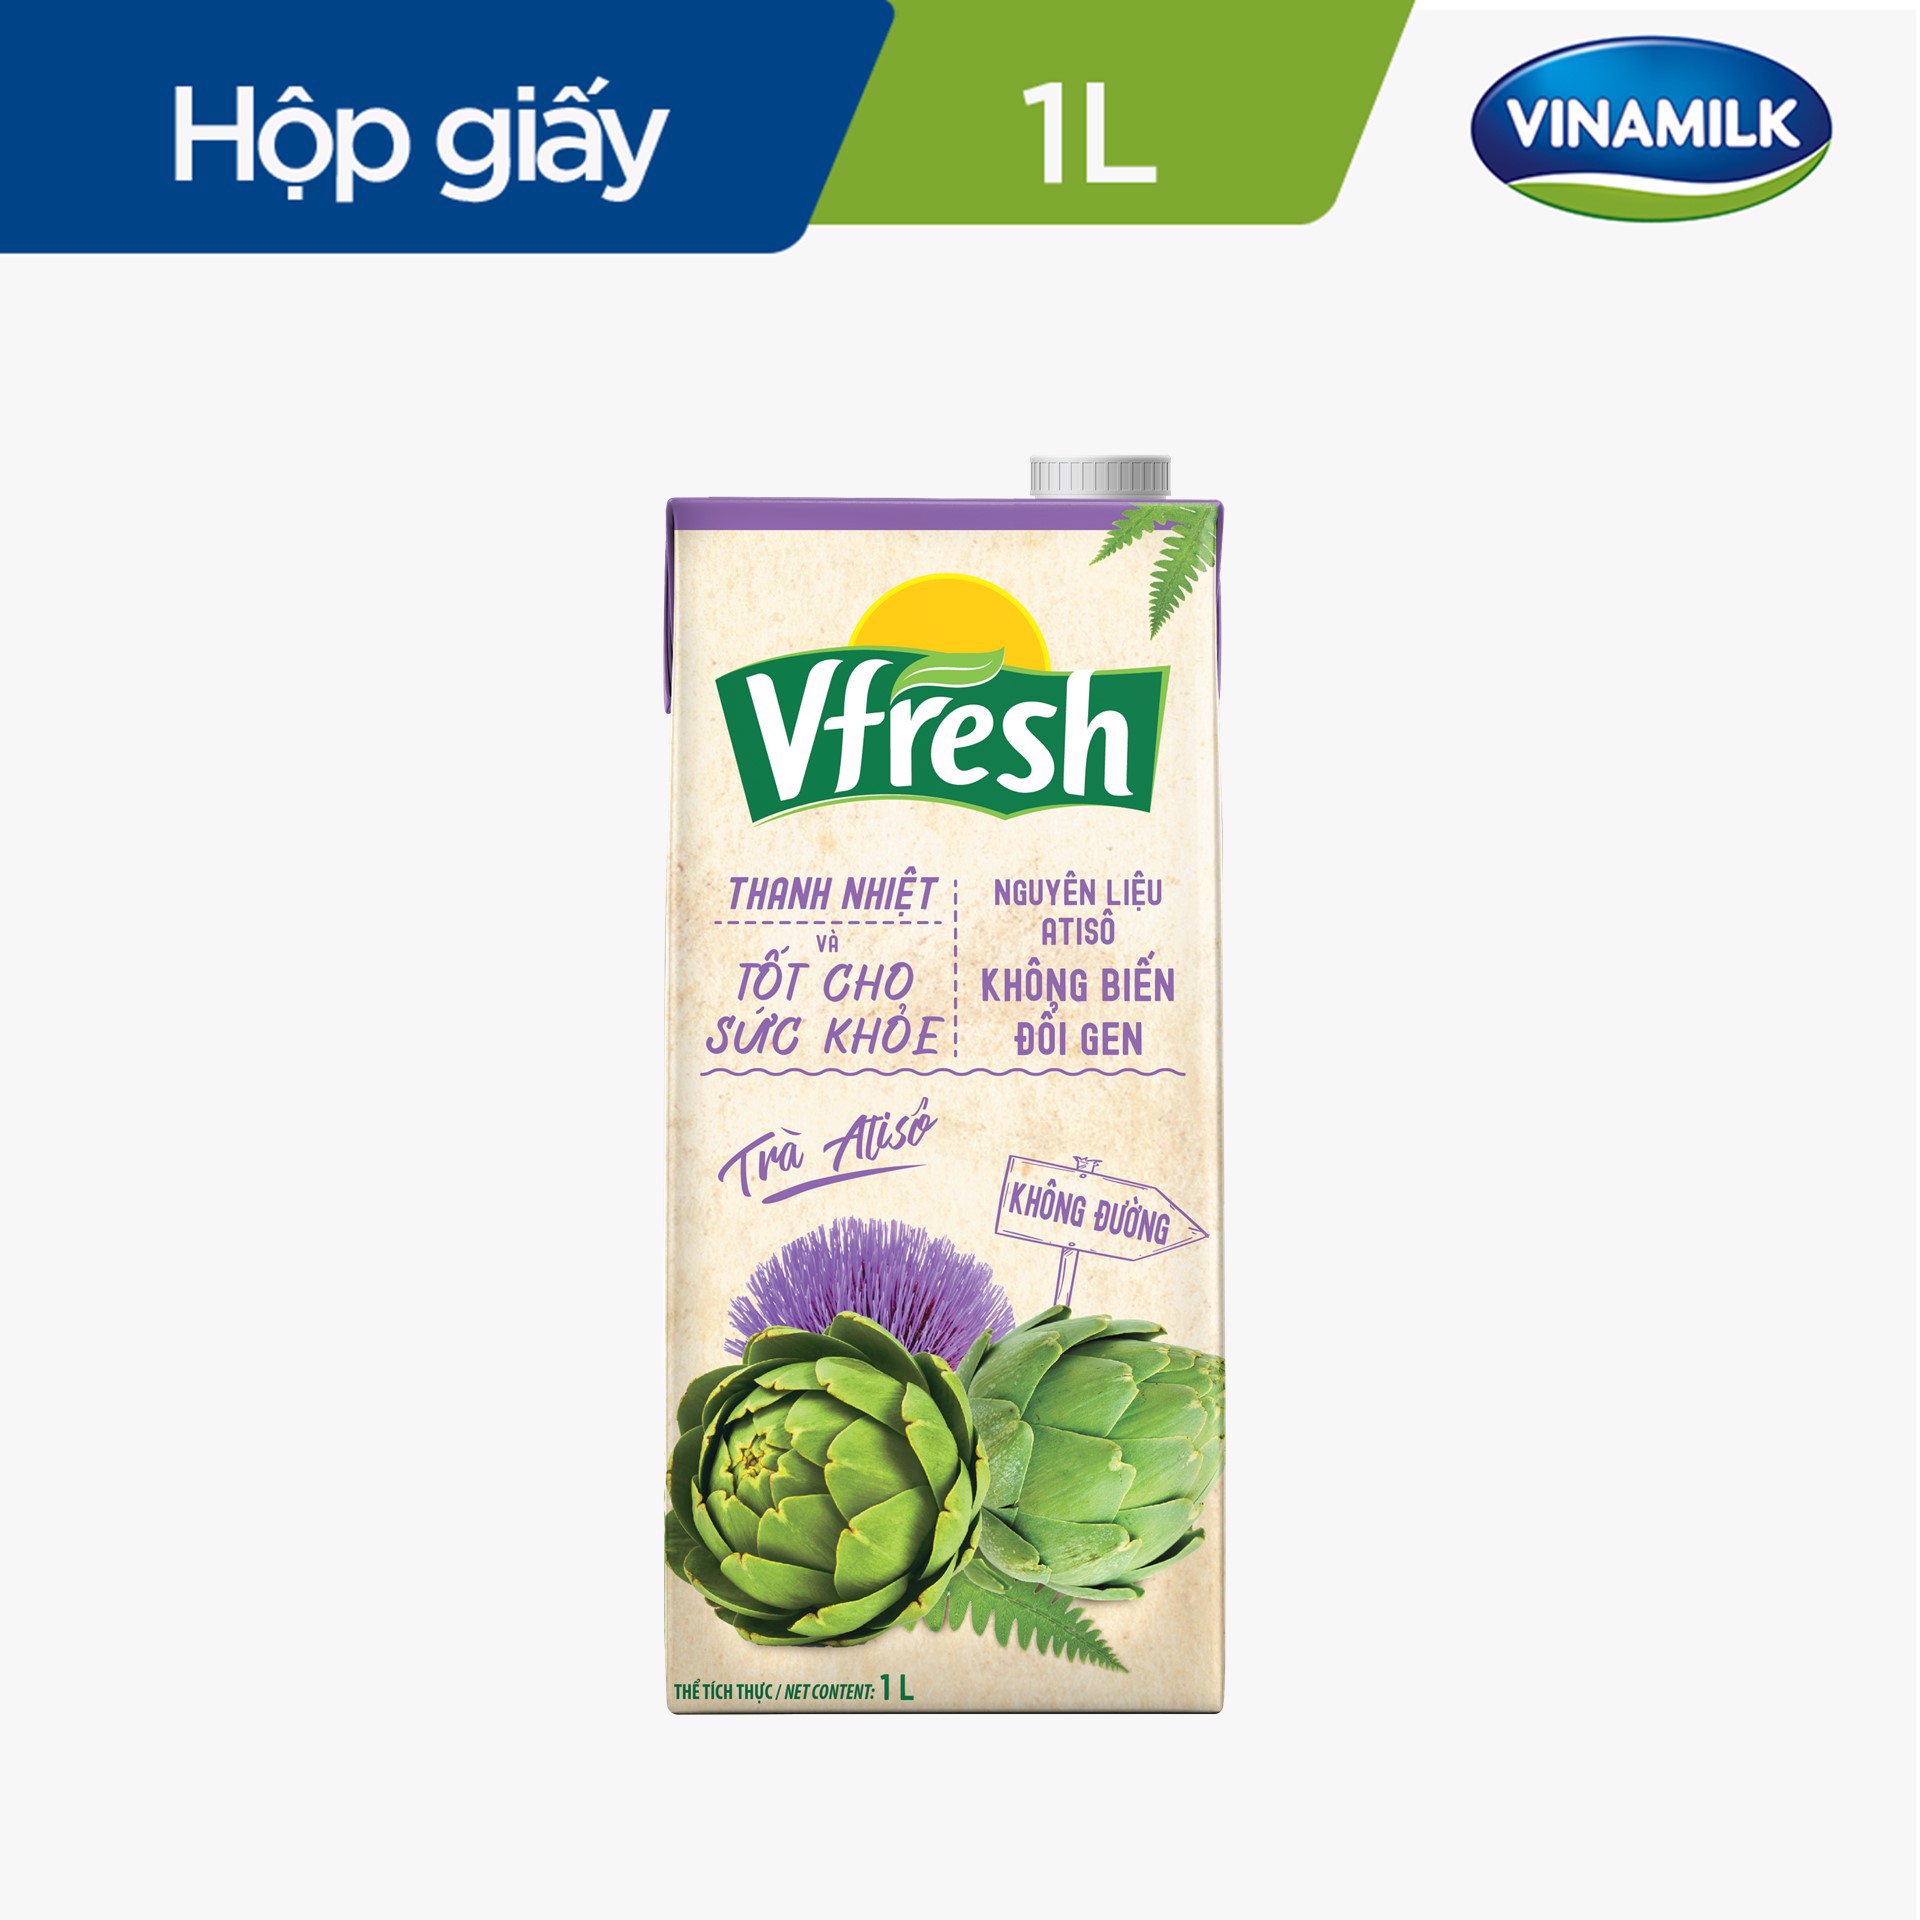 Hộp giấy
1L
VINAMILK
Vfresh
THANH NHIỆT
VÀ
TỐT CHO
SỨC KHỎE
NGUYÊN LIỆU
ATISÔ
KHÔNG BIẾN
ĐỔI GEN
Trà Atisô
KHÔNG ĐƯỜNG
THỂ TÍCH THỰC / NET CONTENT: 1 L